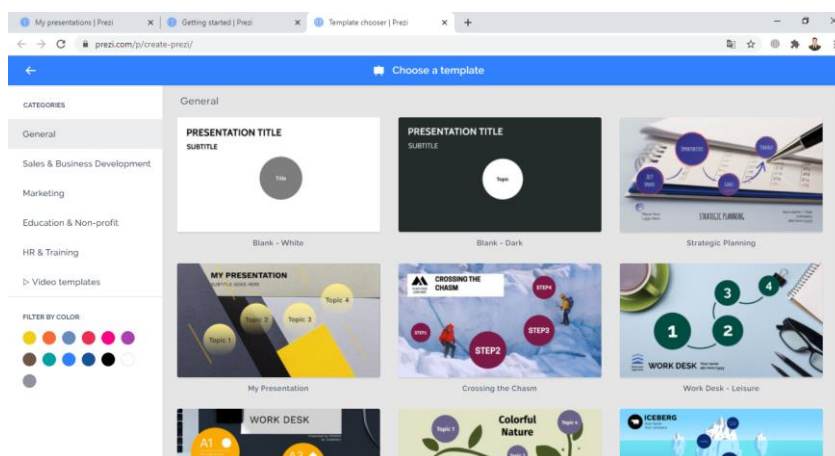 My presentations | Prezi
Getting started | Prezi
Template chooser | Prezi
prezi.com/p/create-prezi/
Choose a template
CATEGORIES
General
Sales & Business Development
Marketing
Education & Non-profit
HR & Training
Video templates
FILTER BY COLOR
General
PRESENTATION TITLE
SUBTITLE
Title
Blank - White
PRESENTATION TITLE
SUBTITLE
Topic
Blank - Dark
STRATEGIC PLANNING
Strategic Planning
MY PRESENTATION
SUBTITLE GOES HERE
Topic 1
Topic 2
Topic 3
Topic 4
My Presentation
CROSSING THE
CHASM
STEP1
STEP2
STEP3
STEP4
Crossing the Chasm
1
2
3
4
WORK DESK
Work Desk - Leisure
WORK DESK
A1
A2
Colorful
Nature
Topic 1
ICEBERG